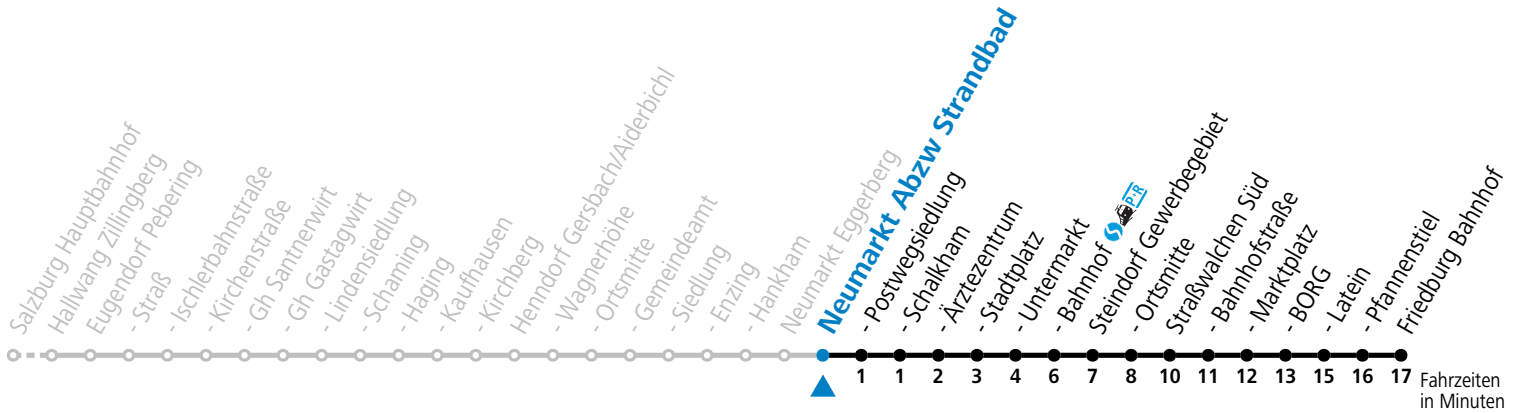 Salzburg Hauptbahnhof
Hallwang Zillingberg
Eugendorf Pebering
- Straß
- Ischlerbahnstraße
- Kirchenstraße
- Gh Santnerwirt
- Gh Gastagwirt
- Lindensiedlung
- Schaming
- Haging
- Kaufhausen
- Kirchberg
Henndorf Gersbach/Aiderbichl
- Wagnerhöhe
- Ortsmitte
- Gemeindeamt
- Siedlung
- Enzing
- Hankham
Neumarkt Eggerberg
Neumarkt Abzw Strandbad
- Postwegsiedlung
- Schalkham
- Ärztezentrum
- Stadtplatz
- Untermarkt
- Bahnhof S P+R
Steindorf Gewerbegebiet
- Ortsmitte
Straßwalchen Süd
- Bahnhofstraße
- Marktplatz
- BORG
- Latein
- Pfannenstiel
Friedburg Bahnhof
1 1 2 3 4 6 7 8 10 11 12 13 15 16 17 Fahrzeiten
in Minuten